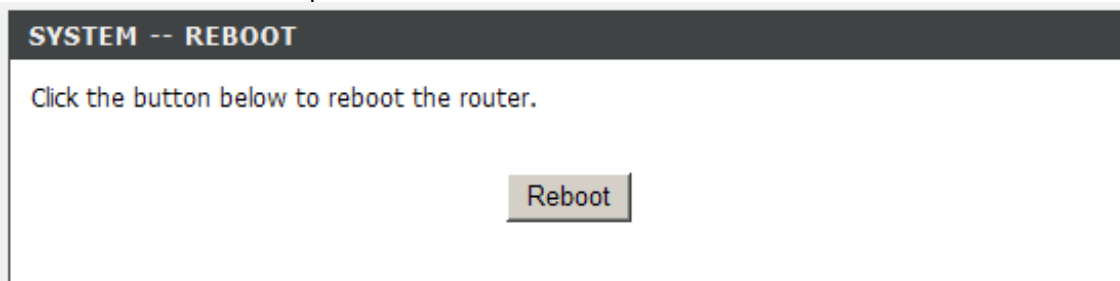 SYSTEM -- REBOOT
Click the button below to reboot the router.
Reboot